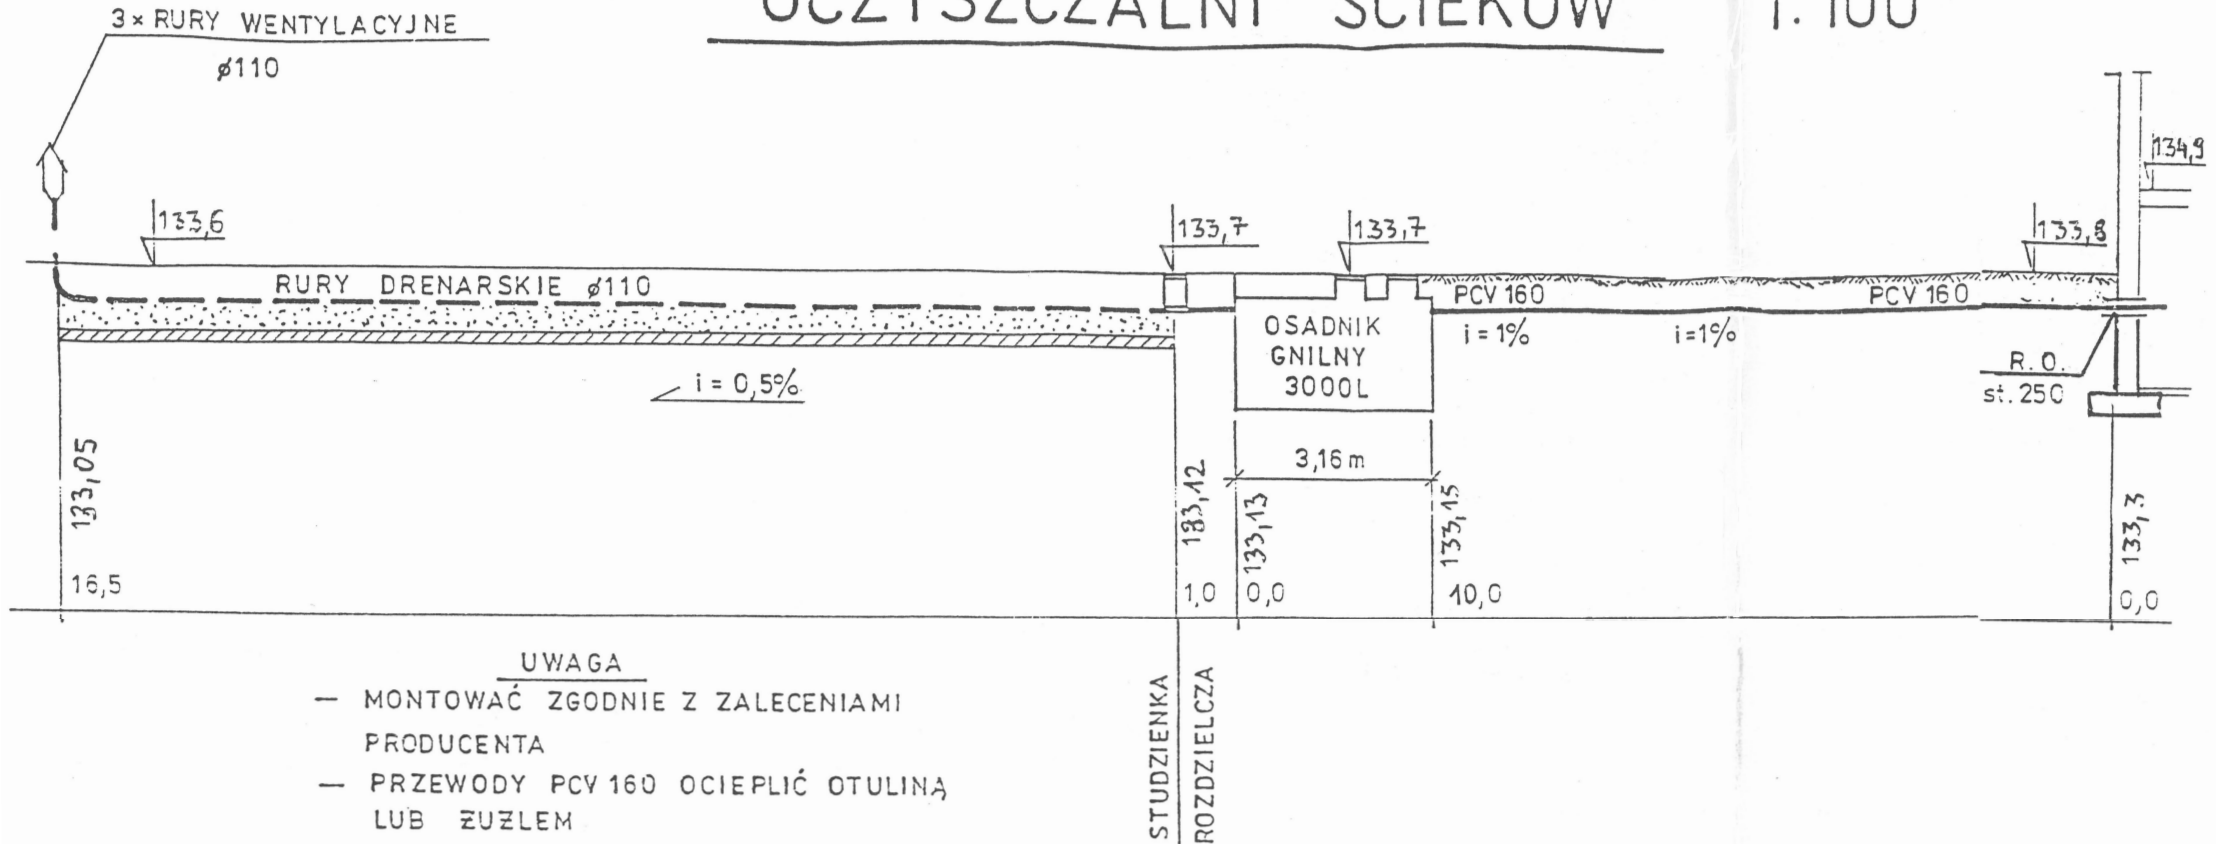 OCZYSZCZALNI ŚCIEKÓW 1:100
3 × RURY WENTYLACYJNE
ø110
134,9
133,6
133,7
133,7
133,8
RURY DRENARSKIE ø110
PCV 160
PCV 160
OSADNIK
GNILNY
3000L
i = 1%
i = 1%
R. O.
st. 250
i = 0,5%
3,16 m
133,05
133,12
133,13
133,15
133,3
16,5
1,0
0,0
10,0
0,0
UWAGA
— MONTOWAĆ ZGODNIE Z ZALECENIAMI
PRODUCENTA
— PRZEWODY PCV 160 OCIEPLIĆ OTULINĄ
LUB ŻUŻLEM
STUDZIENKA
ROZDZIELCZA